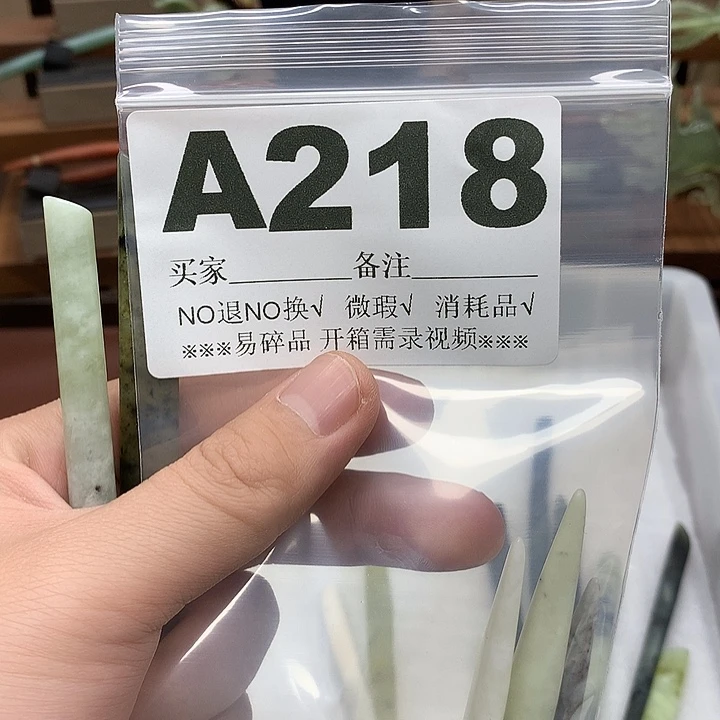 A218
买家________备注________
NO退NO换√ 微瑕√ 消耗品√
※※※易碎品 开箱需录视频※※※